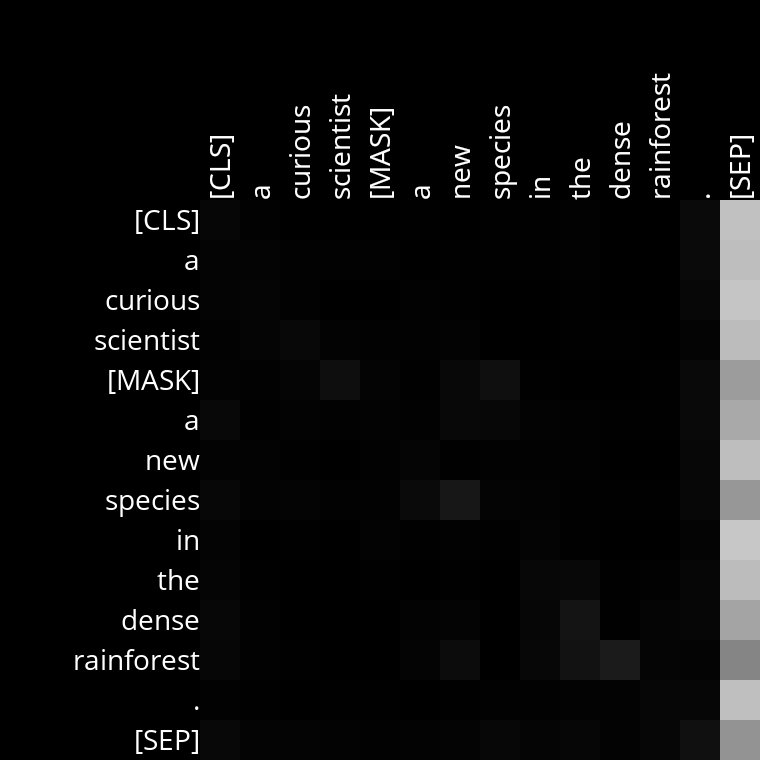 [CLS] a curious scientist [MASK] a new species in the dense rainforest . [SEP]
[CLS]
a
curious
scientist
[MASK]
a
new
species
in
the
dense
rainforest
.
[SEP]